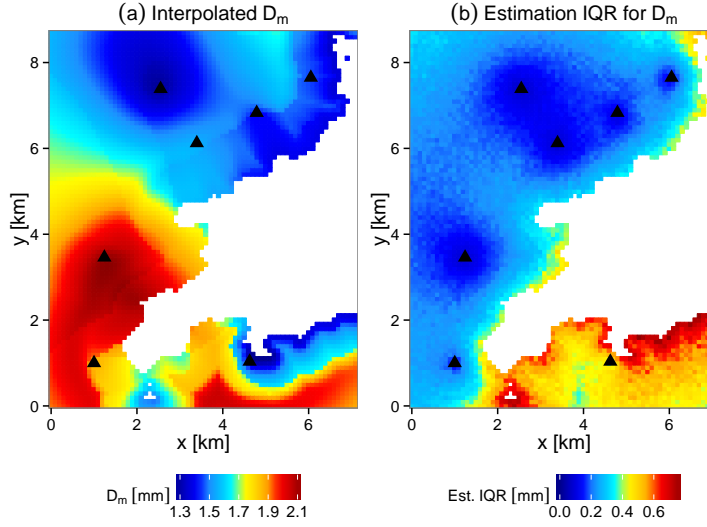 (a) Interpolated Dₘ
(b) Estimation IQR for Dₘ
8
6
4
2
0
y [km]
0 2 4 6
x [km]
8
6
4
2
0
y [km]
0 2 4 6
x [km]
Dₘ [mm]
1.3 1.5 1.7 1.9 2.1
Est. IQR [mm]
0.0 0.2 0.4 0.6